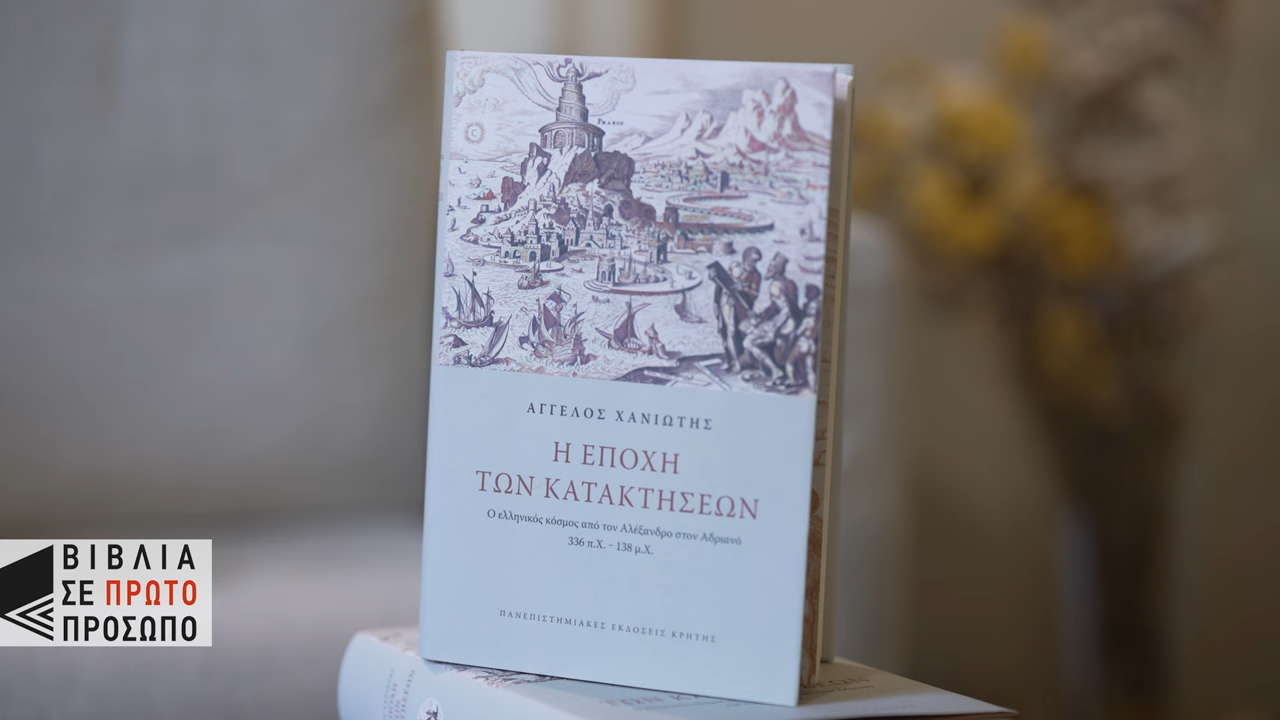 PHAROS
ΑΓΓΕΛΟΣ ΧΑΝΙΩΤΗΣ
Η ΕΠΟΧΗ
ΤΩΝ ΚΑΤΑΚΤΗΣΕΩΝ
Ο ελληνικός κόσμος από τον Αλέξανδρο στον Αδριανό
336 π.Χ. – 138 μ.Χ.
ΠΑΝΕΠΙΣΤΗΜΙΑΚΕΣ ΕΚΔΟΣΕΙΣ ΚΡΗΤΗΣ
ΒΙΒΛΙΑ
ΣΕ ΠΡΩΤΟ
ΠΡΟΣΩΠΟ